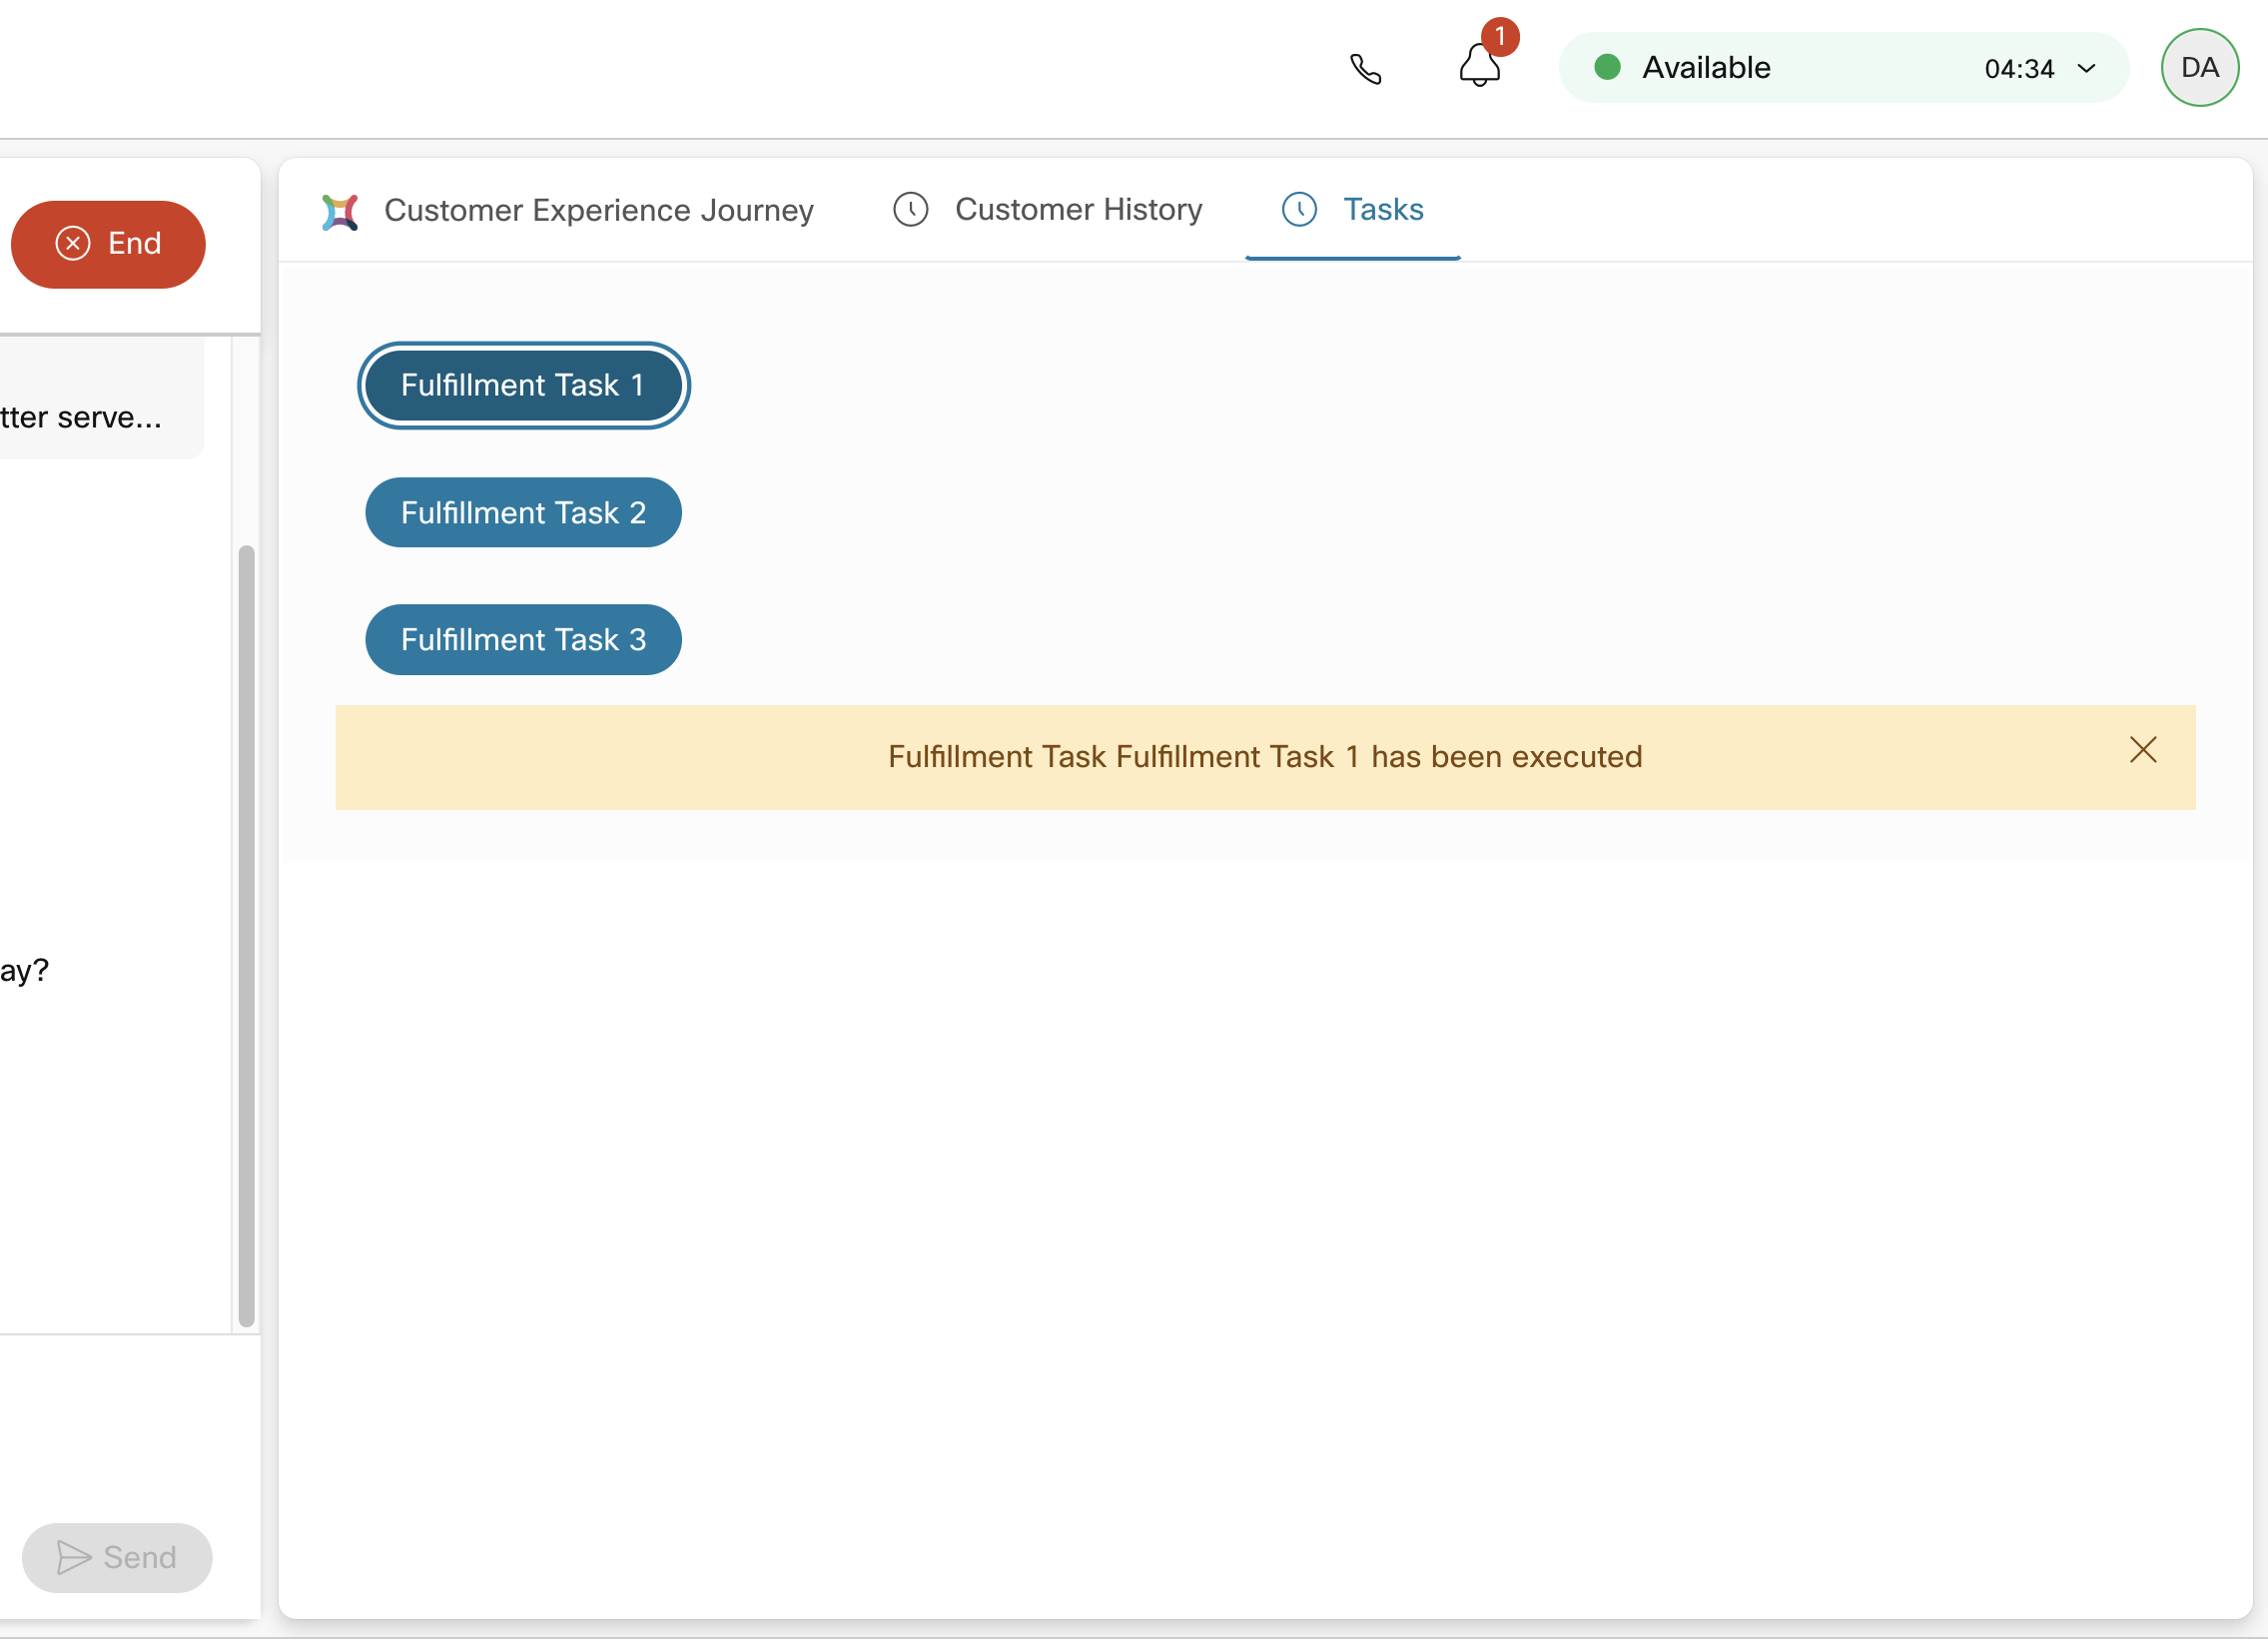 1
Available 04:34
DA
End
Customer Experience Journey
Customer History
Tasks
tter serve...
Fulfillment Task 1
Fulfillment Task 2
Fulfillment Task 3
Fulfillment Task Fulfillment Task 1 has been executed
ay?
Send